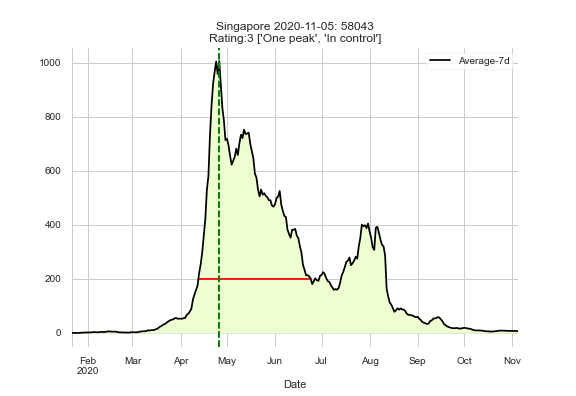 Singapore 2020-11-05: 58043
Rating:3 ['One peak', 'In control']
Average-7d
1000
800
600
400
200
0
Feb Mar Apr May Jun Jul Aug Sep Oct Nov
2020
Date